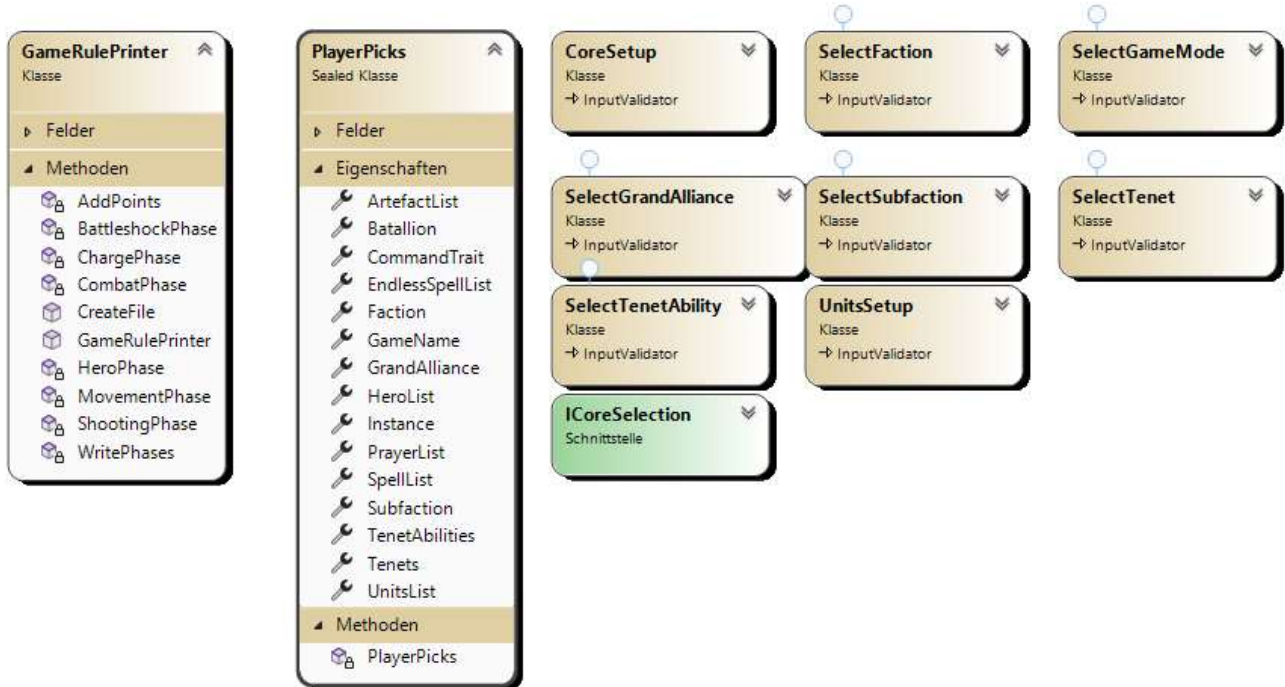 GameRulePrinter
Klasse
Felder
Methoden
AddPoints
BattleshockPhase
ChargePhase
CombatPhase
CreateFile
GameRulePrinter
HeroPhase
MovementPhase
ShootingPhase
WritePhases
PlayerPicks
Sealed Klasse
Felder
Eigenschaften
ArtefactList
Batallion
CommandTrait
EndlessSpellList
Faction
GameName
GrandAlliance
HeroList
Instance
PrayerList
SpellList
Subfaction
TenetAbilities
Tenets
UnitsList
Methoden
PlayerPicks
CoreSetup
Klasse
InputValidator
SelectFaction
Klasse
InputValidator
SelectGameMode
Klasse
InputValidator
SelectGrandAlliance
Klasse
InputValidator
SelectSubfaction
Klasse
InputValidator
SelectTenet
Klasse
InputValidator
SelectTenetAbility
Klasse
InputValidator
UnitsSetup
Klasse
InputValidator
ICoreSelection
Schnittstelle